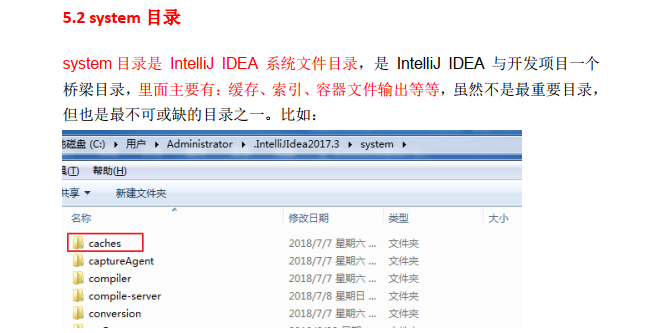 5.2 system 目录
system 目录是 IntelliJ IDEA 系统文件目录，是 IntelliJ IDEA 与开发项目一个
桥梁目录，里面主要有：缓存、索引、容器文件输出等等，虽然不是最重要目录，
但也是最不可或缺的目录之一。比如：
磁盘 (C:) ▸ 用户 ▸ Administrator ▸ .IntelliJIdea2017.3 ▸ system ▸
(T) 帮助(H)
共享 ▼ 新建文件夹
名称 修改日期 类型 大小
caches 2018/7/7 星期六 ... 文件夹
captureAgent 2018/7/7 星期六 ... 文件夹
compiler 2018/7/7 星期六 ... 文件夹
compile-server 2018/7/8 星期日 ... 文件夹
conversion 2018/7/7 星期六 ... 文件夹